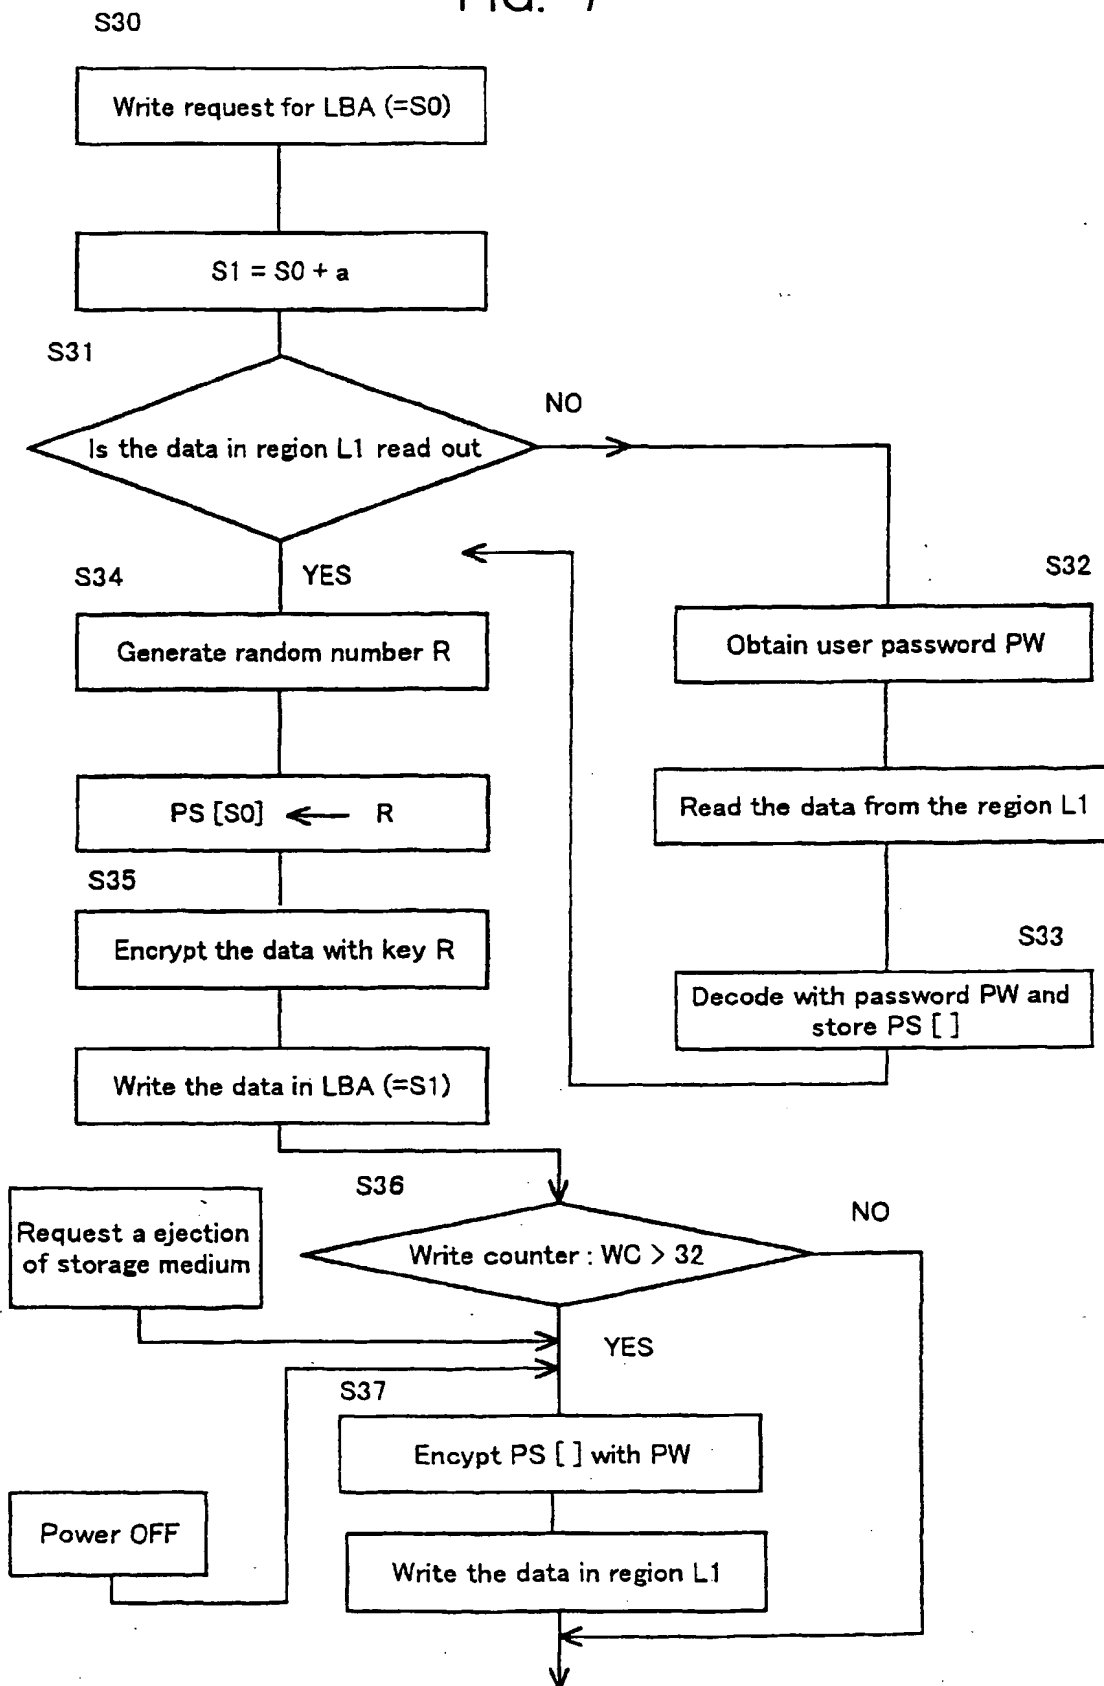 FIG. 7
S30
Write request for LBA (=S0)
S1 = S0 + a
S31
Is the data in region L1 read out
NO
YES
S34
Generate random number R
S32
Obtain user password PW
PS [S0] ← R
Read the data from the region L1
S35
Encrypt the data with key R
S33
Decode with password PW and
store PS [ ]
Write the data in LBA (=S1)
S36
Write counter : WC > 32
NO
Request a ejection
of storage medium
YES
S37
Encypt PS [ ] with PW
Power OFF
Write the data in region L1